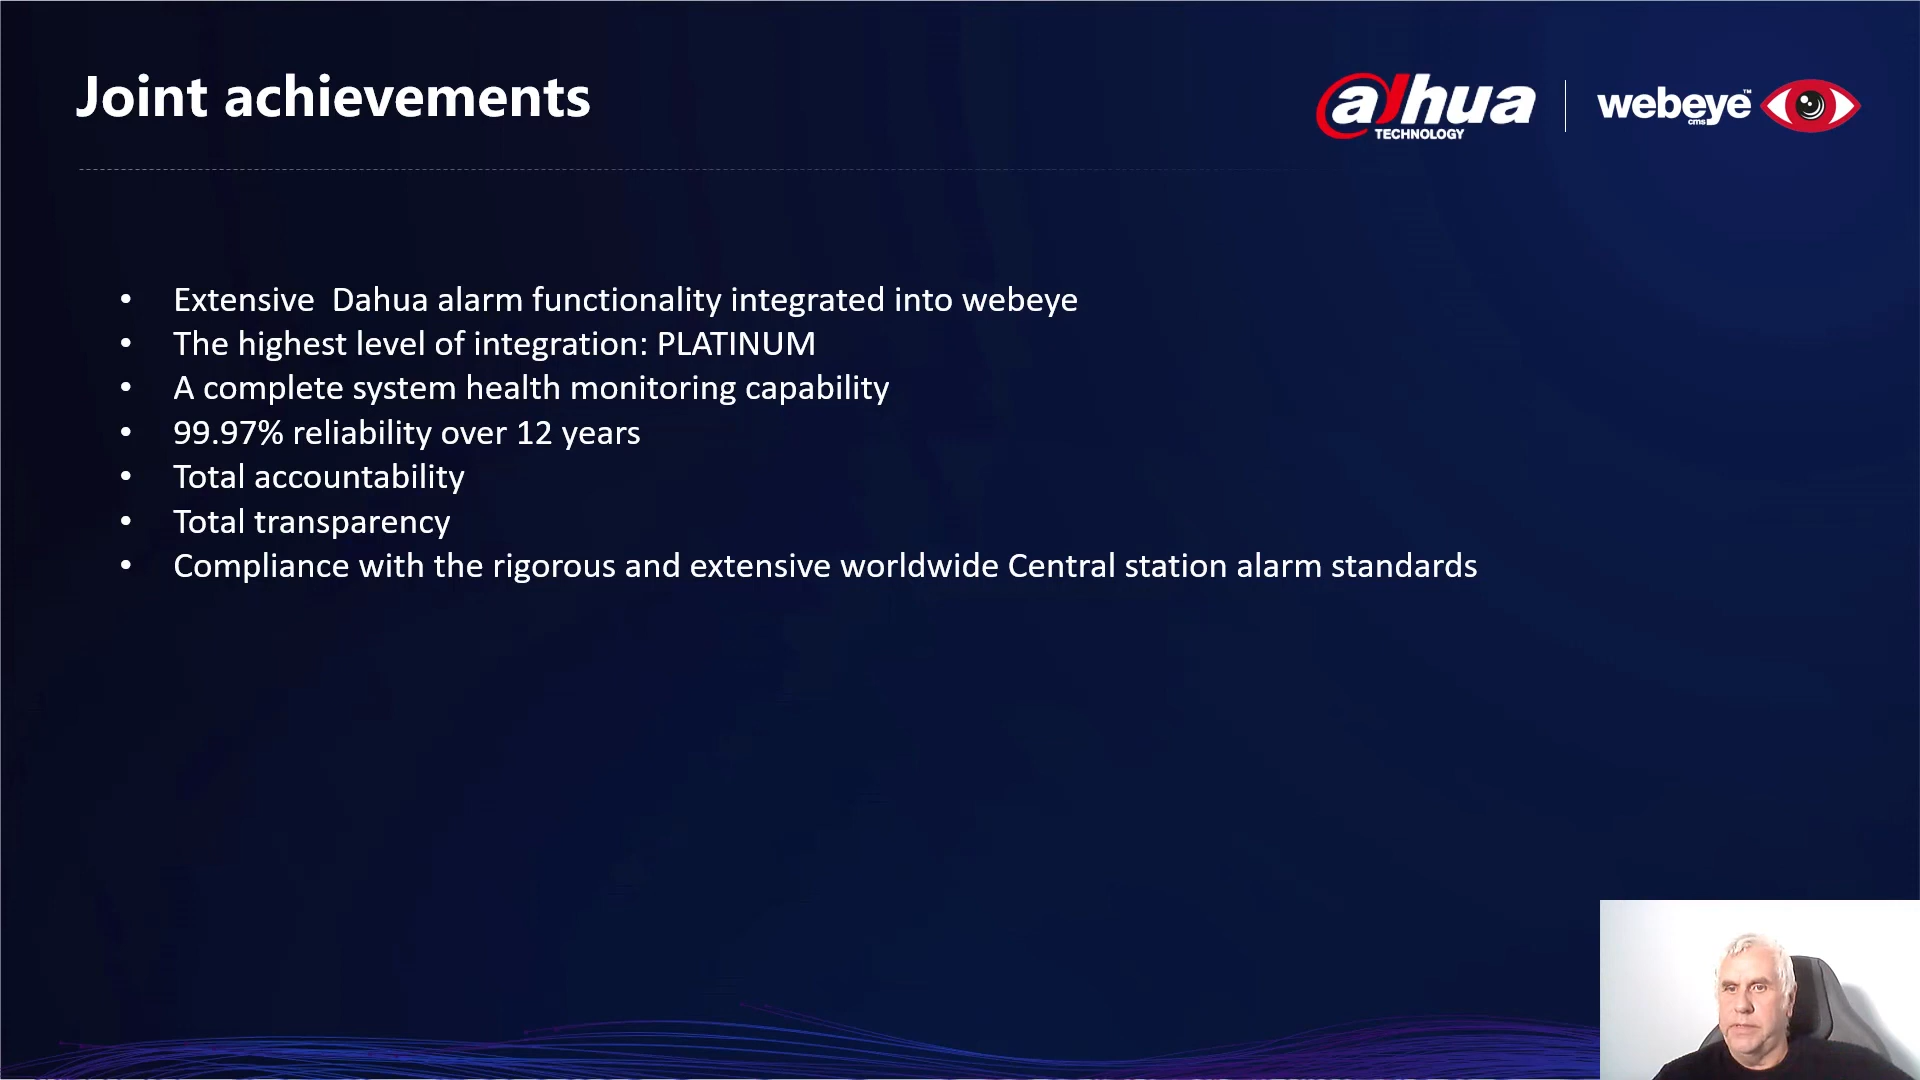 Joint achievements
alhua
TECHNOLOGY
webeye™
cms
• Extensive  Dahua alarm functionality integrated into webeye
• The highest level of integration: PLATINUM
• A complete system health monitoring capability
• 99.97% reliability over 12 years
• Total accountability
• Total transparency
• Compliance with the rigorous and extensive worldwide Central station alarm standards